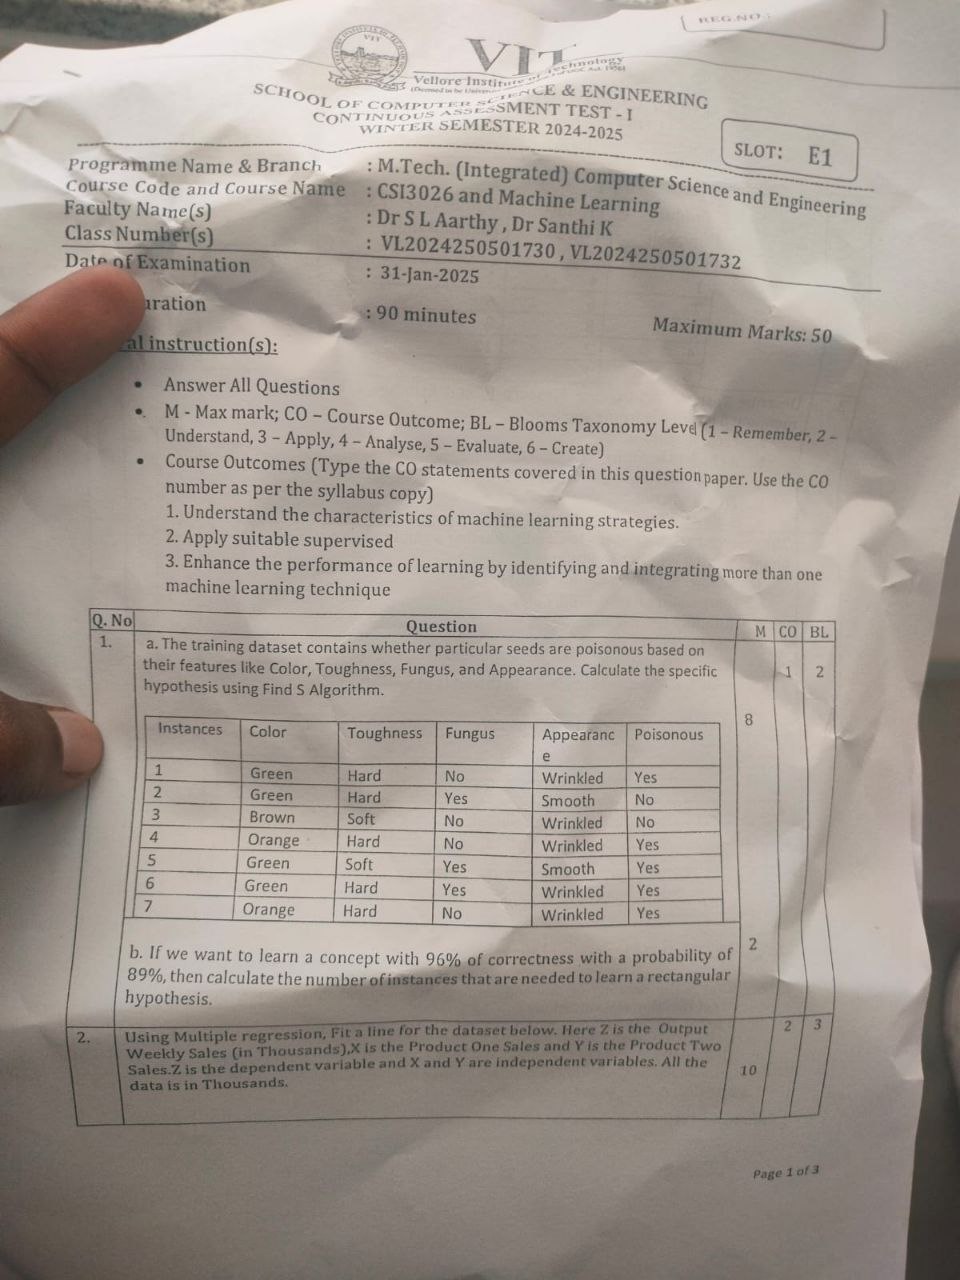 REG.NO.:
VIT
VIT
Vellore Institute of Technology
SCHOOL OF COMPUTER SCIENCE & ENGINEERING
CONTINUOUS ASSESSMENT TEST - I
WINTER SEMESTER 2024-2025
SLOT: E1
Programme Name & Branch : M.Tech. (Integrated) Computer Science and Engineering
Course Code and Course Name : CSI3026 and Machine Learning
Faculty Name(s) : Dr S L Aarthy , Dr Santhi K
Class Number(s) : VL2024250501730 , VL2024250501732
Date of Examination : 31-Jan-2025
uration : 90 minutes Maximum Marks: 50
al instruction(s):
• Answer All Questions
• M - Max mark; CO – Course Outcome; BL – Blooms Taxonomy Level (1 – Remember, 2 –
Understand, 3 – Apply, 4 – Analyse, 5 – Evaluate, 6 – Create)
• Course Outcomes (Type the CO statements covered in this question paper. Use the CO
number as per the syllabus copy)
1. Understand the characteristics of machine learning strategies.
2. Apply suitable supervised
3. Enhance the performance of learning by identifying and integrating more than one
machine learning technique
Q. No Question M CO BL
1. a. The training dataset contains whether particular seeds are poisonous based on
their features like Color, Toughness, Fungus, and Appearance. Calculate the specific 1 2
hypothesis using Find S Algorithm.
8
Instances Color Toughness Fungus Appearanc Poisonous
e
1 Green Hard No Wrinkled Yes
2 Green Hard Yes Smooth No
3 Brown Soft No Wrinkled No
4 Orange Hard No Wrinkled Yes
5 Green Soft Yes Smooth Yes
6 Green Hard Yes Wrinkled Yes
7 Orange Hard No Wrinkled Yes
b. If we want to learn a concept with 96% of correctness with a probability of 2
89%, then calculate the number of instances that are needed to learn a rectangular
hypothesis.
2. Using Multiple regression, Fit a line for the dataset below. Here Z is the Output 2 3
Weekly Sales (in Thousands),X is the Product One Sales and Y is the Product Two
Sales.Z is the dependent variable and X and Y are independent variables. All the 10
data is in Thousands.
Page 1 of 3